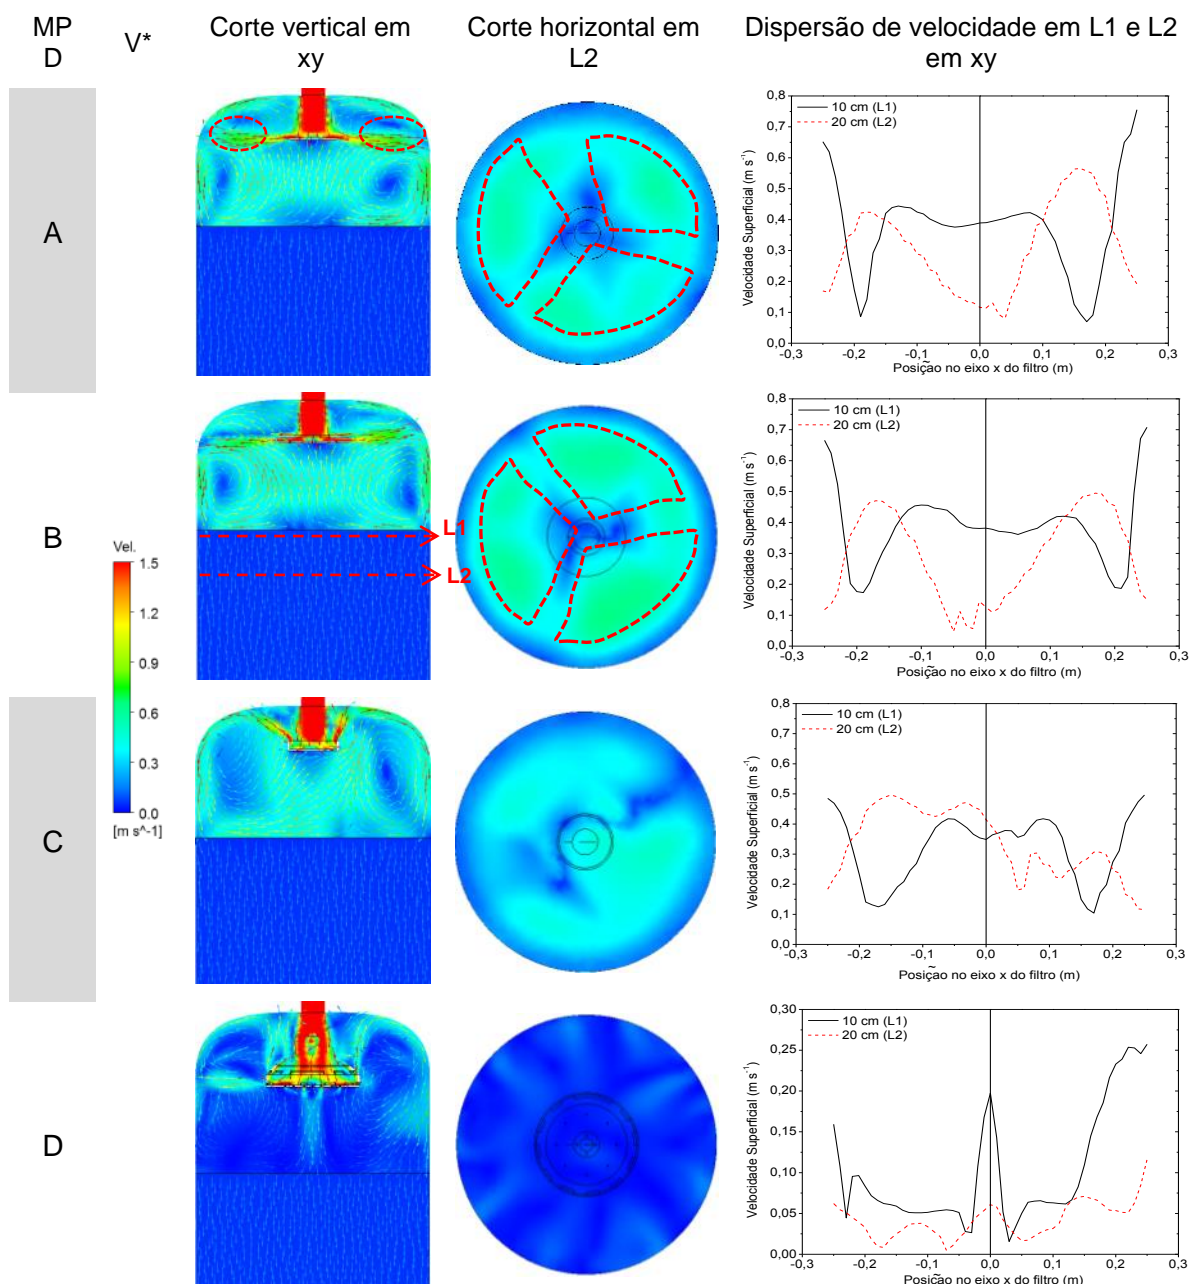 MP
D
V*
Corte vertical em
xy
Corte horizontal em
L2
Dispersão de velocidade em L1 e L2
em xy
A
0,8
0,7
0,6
0,5
0,4
0,3
0,2
0,1
0,0
Velocidade Superficial (m s⁻¹)
10 cm (L1)
20 cm (L2)
-0,3 -0,2 -0,1 0,0 0,1 0,2 0,3
Posição no eixo x do filtro (m)
B
L1
L2
0,8
0,7
0,6
0,5
0,4
0,3
0,2
0,1
0,0
Velocidade Superficial (m s⁻¹)
10 cm (L1)
20 cm (L2)
-0,3 -0,2 -0,1 0,0 0,1 0,2 0,3
Posição no eixo x do filtro (m)
Vel.
1.5
1.2
0.9
0.6
0.3
0.0
[m s^-1]
C
0,8
0,7
0,6
0,5
0,4
0,3
0,2
0,1
0,0
Velocidade Superficial (m s⁻¹)
10 cm (L1)
20 cm (L2)
-0,3 -0,2 -0,1 0,0 0,1 0,2 0,3
Posição no eixo x do filtro (m)
D
0,30
0,25
0,20
0,15
0,10
0,05
0,00
Velocidade Superficial (m s⁻¹)
10 cm (L1)
20 cm (L2)
-0,3 -0,2 -0,1 0,0 0,1 0,2 0,3
Posição no eixo x do filtro (m)